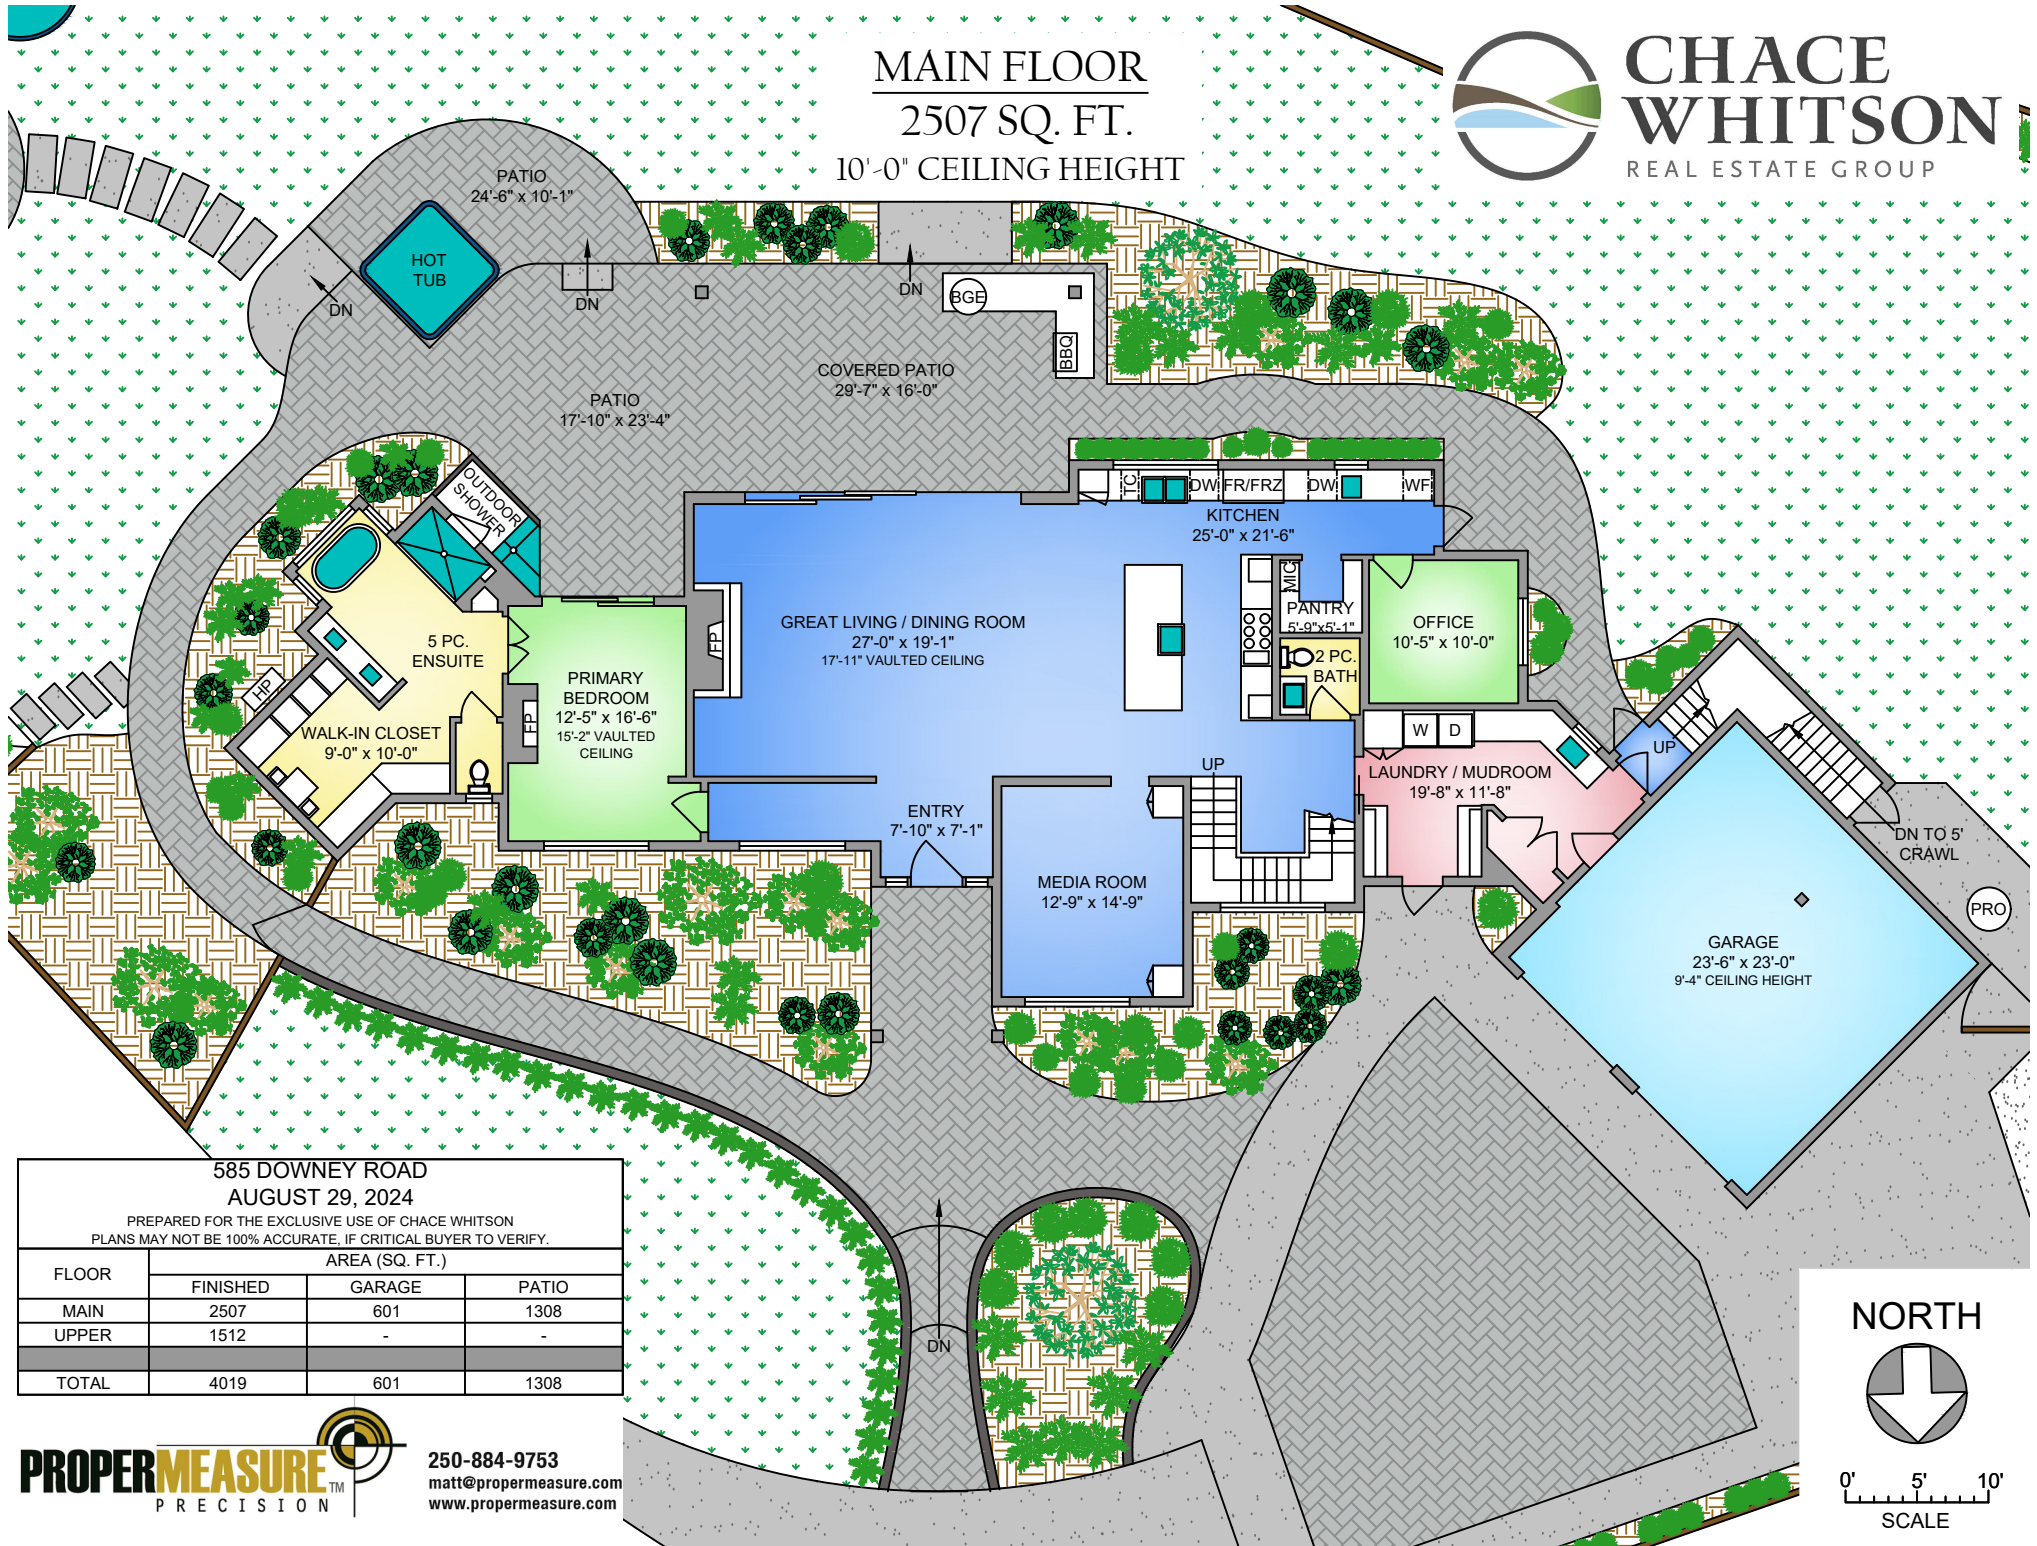 MAIN FLOOR
2507 SQ. FT.
10'-0" CEILING HEIGHT
CHACE
WHITSON
REAL ESTATE GROUP
PATIO
24'-6" x 10'-1"
HOT
TUB
DN
DN
DN
BGE
BBQ
COVERED PATIO
29'-7" x 16'-0"
PATIO
17'-10" x 23'-4"
OUTDOOR
SHOWER
TC
DW
FR/FRZ
DW
WF
KITCHEN
25'-0" x 21'-6"
MIC
PANTRY
5'-9"x5'-1"
OFFICE
10'-5" x 10'-0"
GREAT LIVING / DINING ROOM
27'-0" x 19'-1"
17'-11" VAULTED CEILING
FP
5 PC.
ENSUITE
2 PC.
BATH
PRIMARY
BEDROOM
12'-5" x 16'-6"
15'-2" VAULTED
CEILING
FP
HP
WALK-IN CLOSET
9'-0" x 10'-0"
W
D
UP
UP
LAUNDRY / MUDROOM
19'-8" x 11'-8"
ENTRY
7'-10" x 7'-1"
DN TO 5'
CRAWL
MEDIA ROOM
12'-9" x 14'-9"
PRO
GARAGE
23'-6" x 23'-0"
9'-4" CEILING HEIGHT
DN
585 DOWNEY ROAD
AUGUST 29, 2024
PREPARED FOR THE EXCLUSIVE USE OF CHACE WHITSON
PLANS MAY NOT BE 100% ACCURATE, IF CRITICAL BUYER TO VERIFY.
FLOOR AREA (SQ. FT.)
FINISHED GARAGE PATIO
MAIN 2507 601 1308
UPPER 1512 - -
TOTAL 4019 601 1308
PROPERMEASURE TM
PRECISION
250-884-9753
matt@propermeasure.com
www.propermeasure.com
NORTH
0' 5' 10'
SCALE